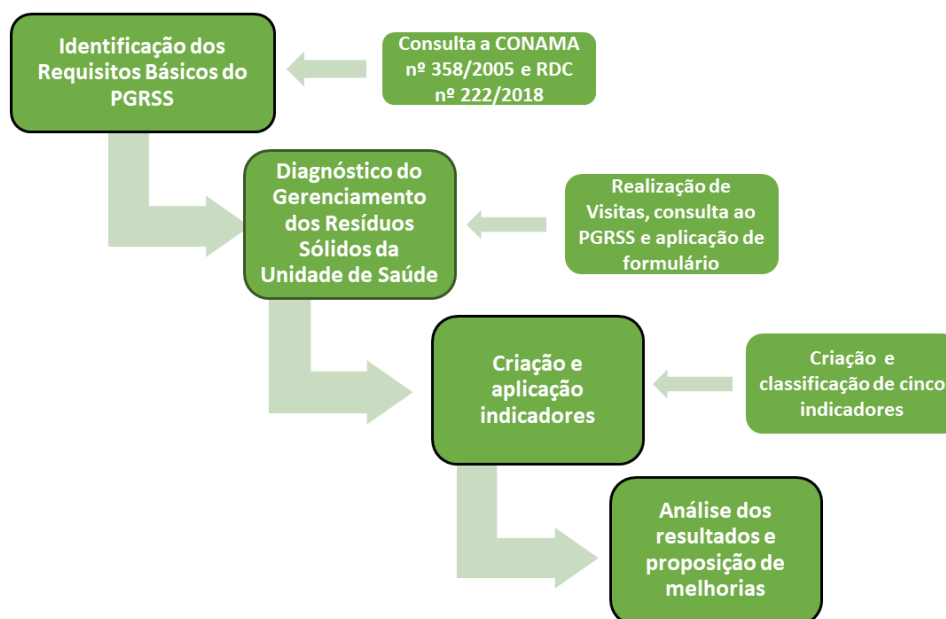 Identificação dos
Requisitos Básicos do
PGRSS
Consulta a CONAMA
nº 358/2005 e RDC
nº 222/2018
Diagnóstico do
Gerenciamento
dos Resíduos
Sólidos da
Unidade de Saúde
Realização de
Visitas, consulta ao
PGRSS e aplicação de
formulário
Criação e
aplicação
indicadores
Criação e
classificação de cinco
indicadores
Análise dos
resultados e
proposição de
melhorias